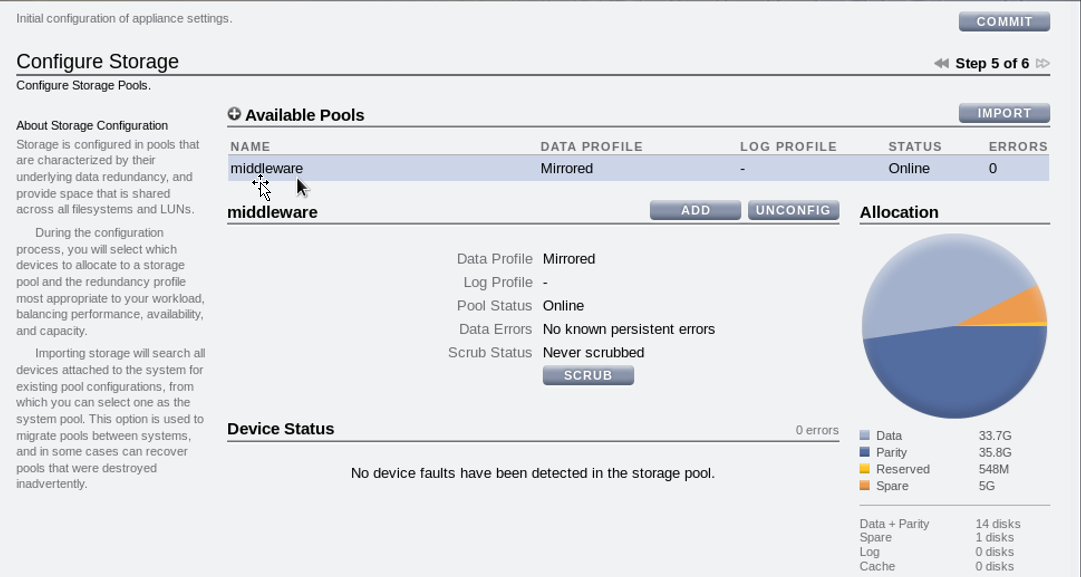 Initial configuration of appliance settings.
COMMIT
Configure Storage
Step 5 of 6
Configure Storage Pools.
About Storage Configuration
Storage is configured in pools that
are characterized by their
underlying data redundancy, and
provide space that is shared
across all filesystems and LUNs.
During the configuration
process, you will select which
devices to allocate to a storage
pool and the redundancy profile
most appropriate to your workload,
balancing performance, availability,
and capacity.
Importing storage will search all
devices attached to the system for
existing pool configurations, from
which you can select one as the
system pool. This option is used to
migrate pools between systems,
and in some cases can recover
pools that were destroyed
inadvertently.
Available Pools
IMPORT
NAME DATA PROFILE LOG PROFILE STATUS ERRORS
middleware Mirrored - Online 0
middleware
ADD
UNCONFIG
Data Profile Mirrored
Log Profile -
Pool Status Online
Data Errors No known persistent errors
Scrub Status Never scrubbed
SCRUB
Device Status
0 errors
No device faults have been detected in the storage pool.
Allocation
Data 33.7G
Parity 35.8G
Reserved 548M
Spare 5G
Data + Parity 14 disks
Spare 1 disks
Log 0 disks
Cache 0 disks